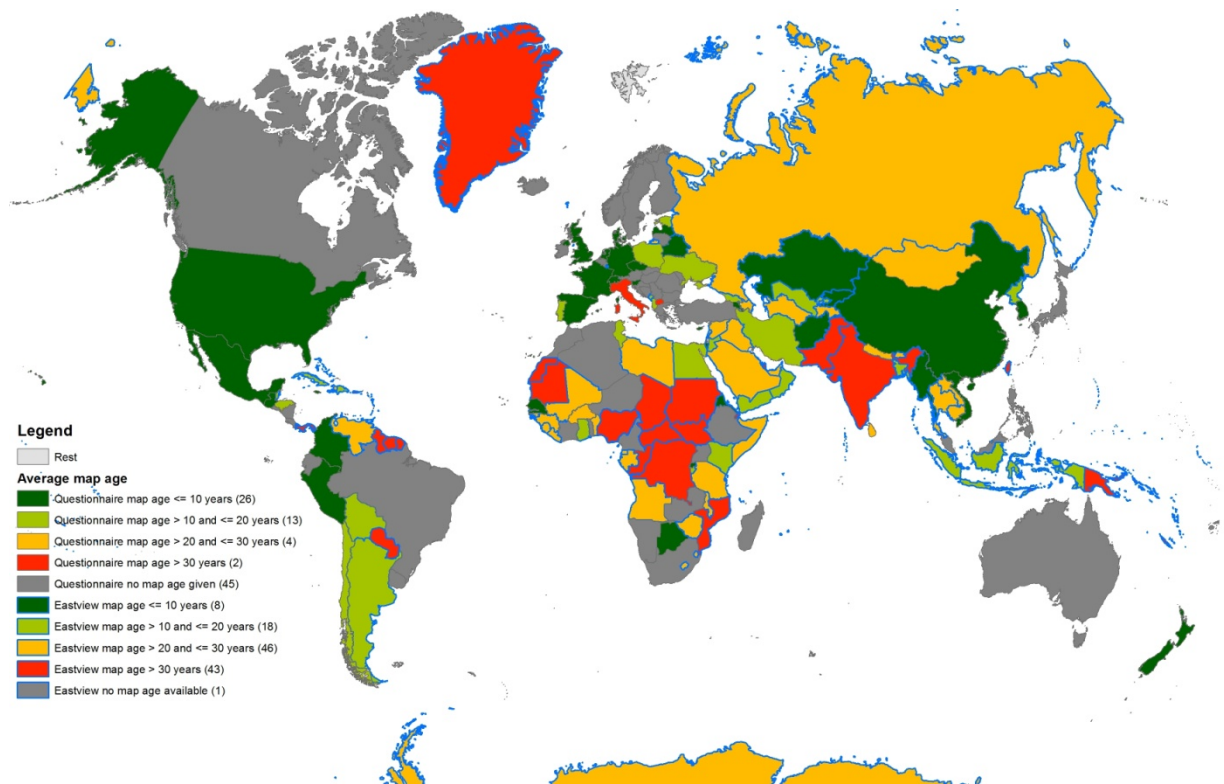 Legend
Rest
Average map age
Questionnaire map age <= 10 years (26)
Questionnaire map age > 10 and <= 20 years (13)
Questionnaire map age > 20 and <= 30 years (4)
Questionnaire map age > 30 years (2)
Questionnaire no map age given (45)
Eastview map age <= 10 years (8)
Eastview map age > 10 and <= 20 years (18)
Eastview map age > 20 and <= 30 years (46)
Eastview map age > 30 years (43)
Eastview no map age available (1)